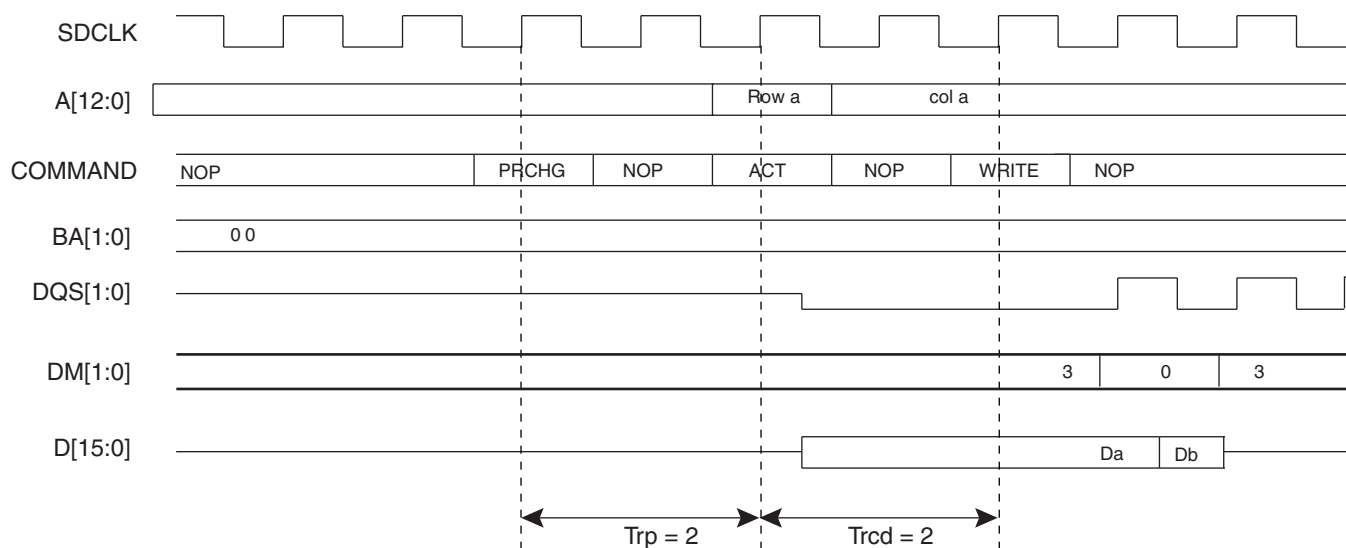 SDCLK
A[12:0] Row a col a
COMMAND NOP PRCHG NOP ACT NOP WRITE NOP
BA[1:0] 0 0
DQS[1:0]
DM[1:0] 3 0 3
D[15:0] Da Db
Trp = 2 Trcd = 2